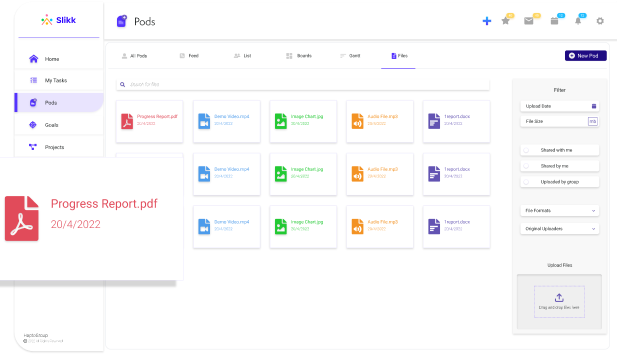 Slikk
Pods
Home
My Tasks
Pods
Goals
Projects
All Pods
Feed
List
Boards
Gantt
Files
New Pod
Search for files
Progress Report.pdf
20/4/2022
Demo Video.mp4
20/4/2022
Image Chart.jpg
20/4/2022
Audio File.mp3
20/4/2022
1report.docx
20/4/2022
Demo Video.mp4
20/4/2022
Image Chart.jpg
20/4/2022
Audio File.mp3
20/4/2022
1report.docx
20/4/2022
Progress Report.pdf
20/4/2022
Demo Video.mp4
20/4/2022
Image Chart.jpg
20/4/2022
Audio File.mp3
20/4/2022
1report.docx
20/4/2022
Filter
Upload Date
File Size
Shared with me
Shared by me
Uploaded by group
File Formats
Original Uploaders
Upload Files
Drag and drop files here
HeptoGroup